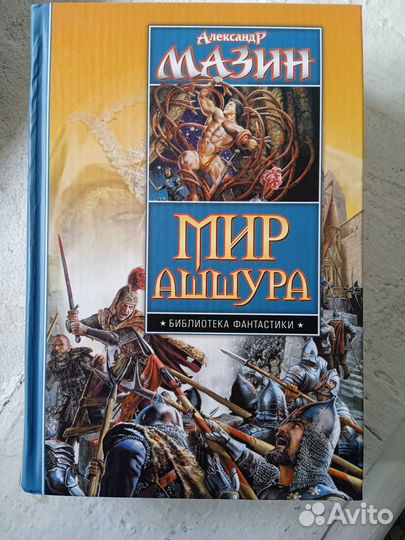 АлексанДР
МАЗИН
МИР
АШШУРА
★ БИБЛИОТЕКА ФАНТАСТИКИ ★
Avito